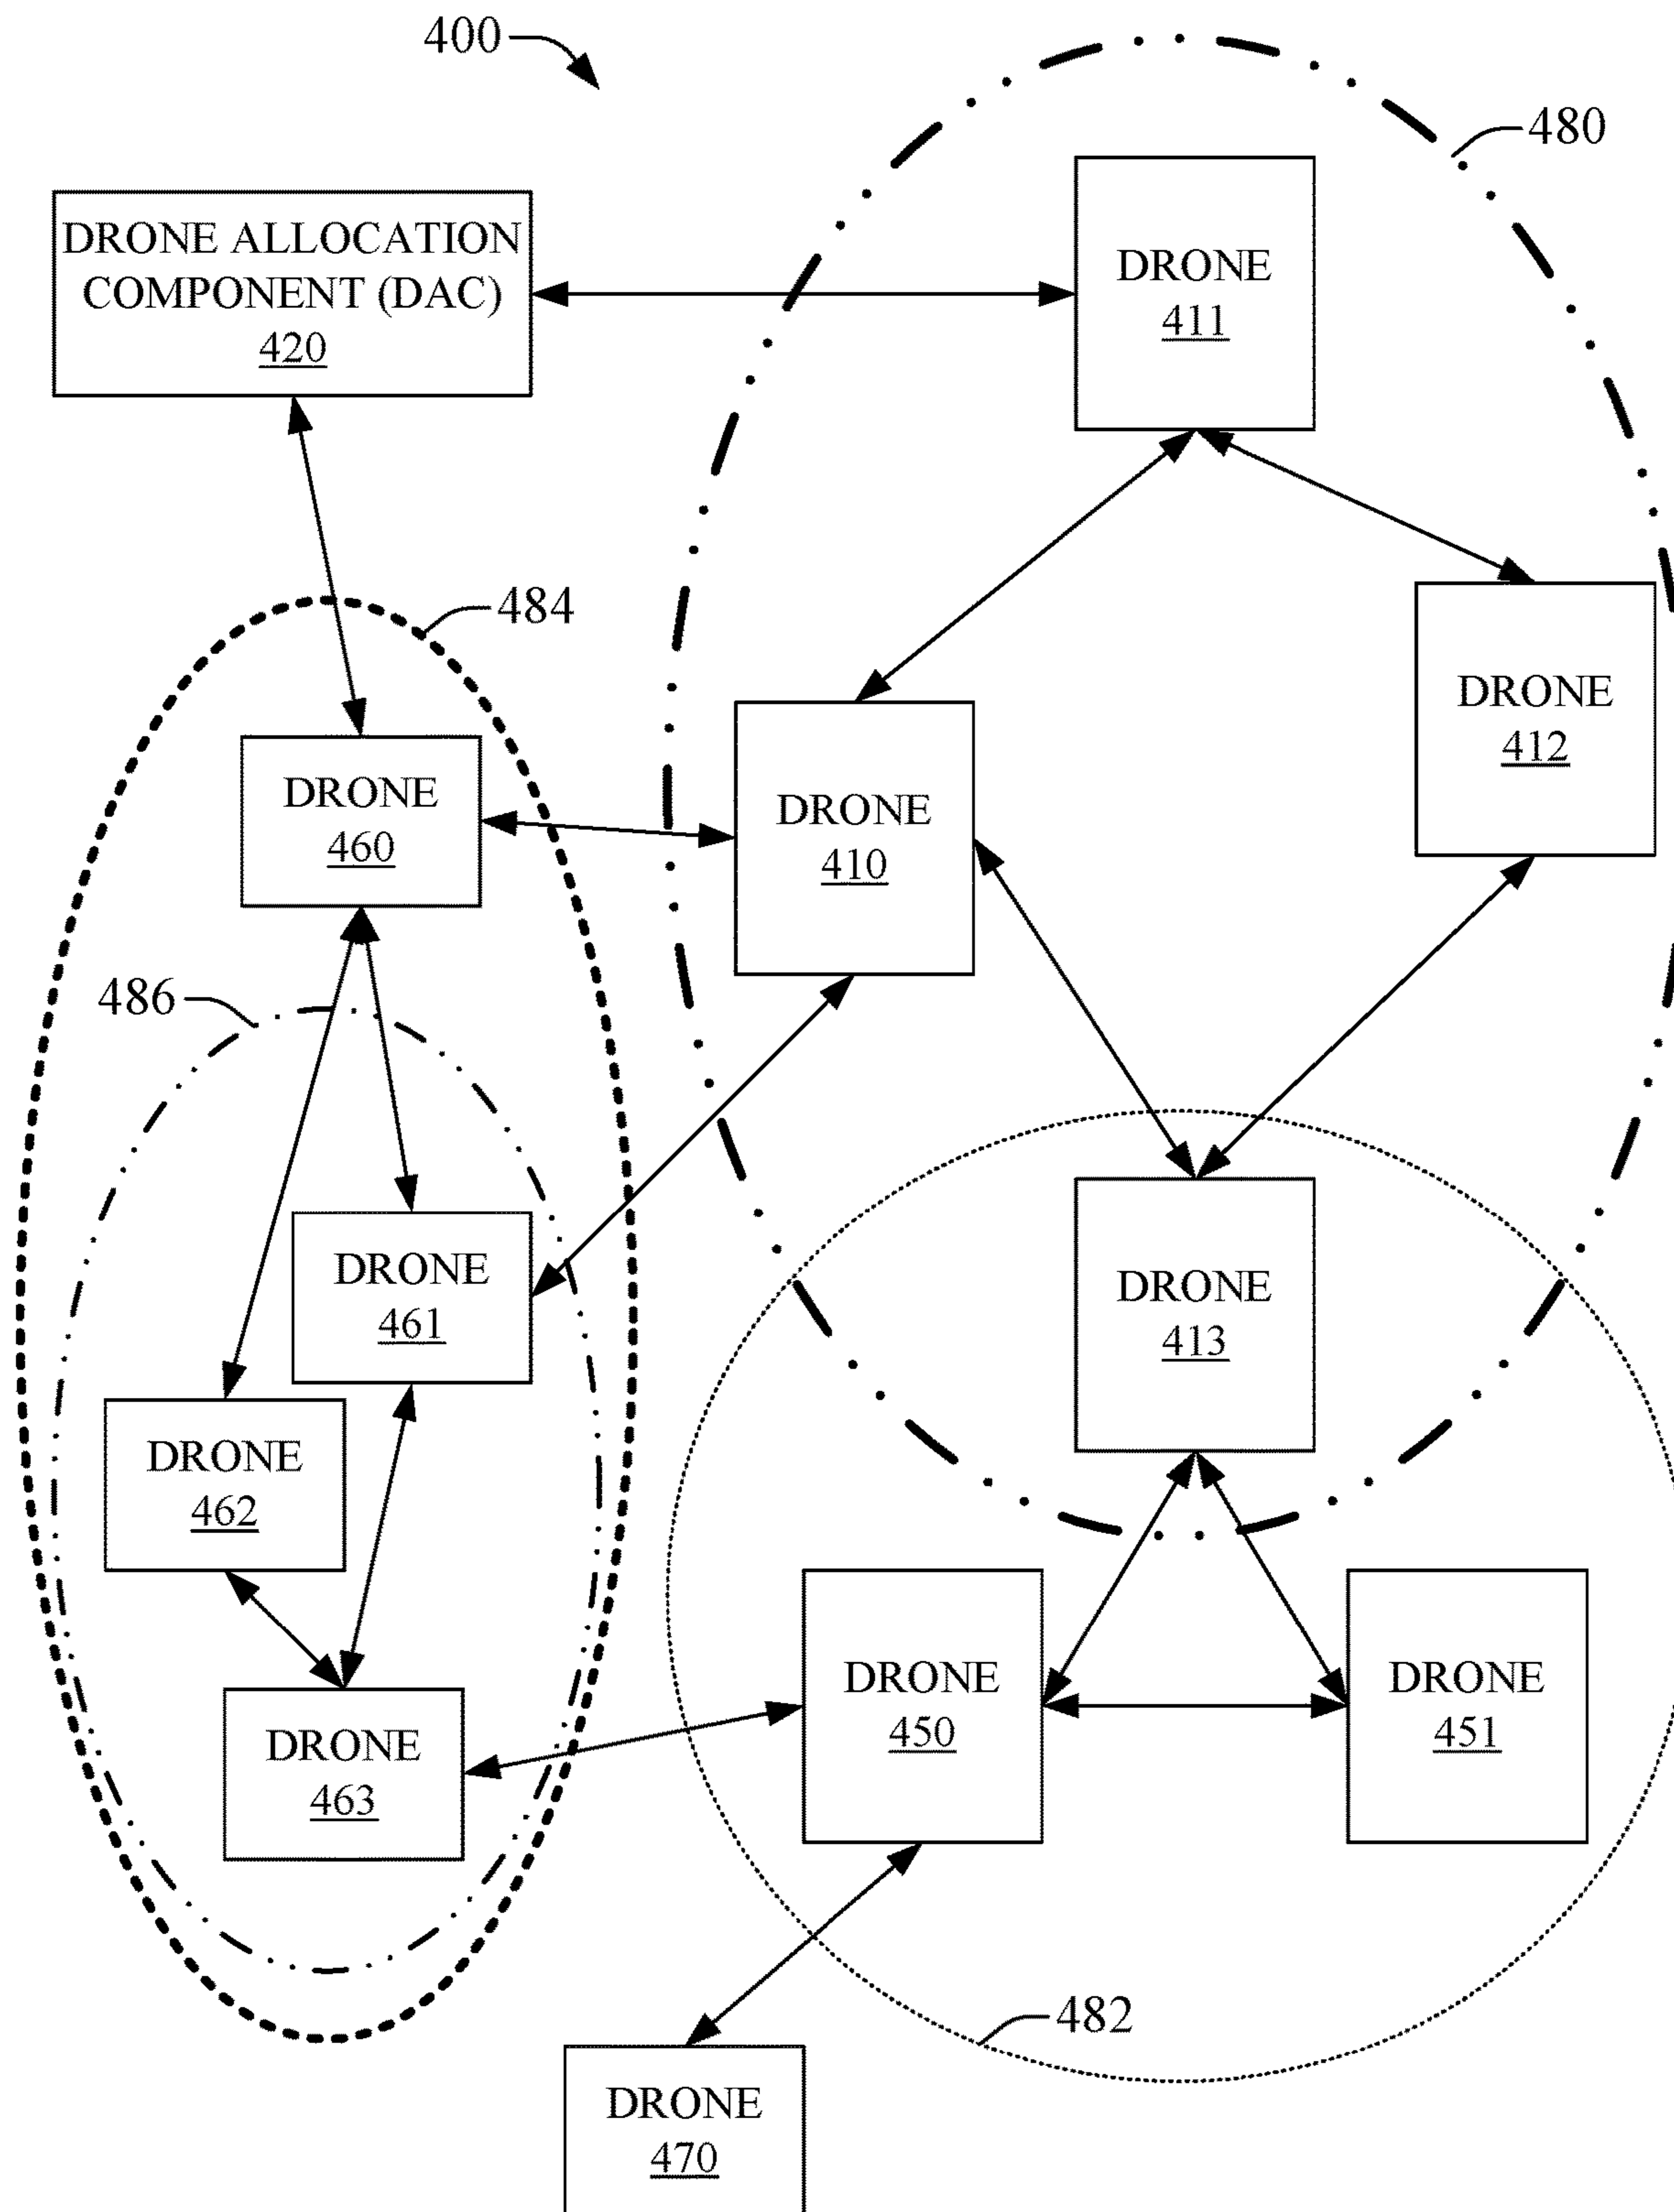 400
480
DRONE ALLOCATION
COMPONENT (DAC)
420
DRONE
411
484
DRONE
412
DRONE
460
DRONE
410
486
DRONE
461
DRONE
413
DRONE
462
DRONE
463
DRONE
450
DRONE
451
482
DRONE
470